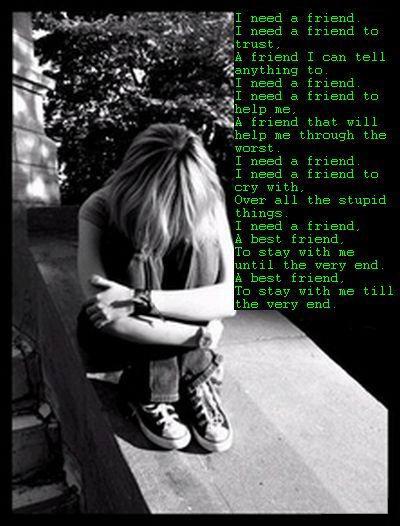 I need a friend.
I need a friend to
trust,
A friend I can tell
anything to.
I need a friend.
I need a friend to
help me,
A friend that will
help me through the
worst.
I need a friend.
I need a friend to
cry with,
Over all the stupid
things.
I need a friend,
A best friend,
To stay with me
until the very end.
A best friend,
To stay with me till
the very end.